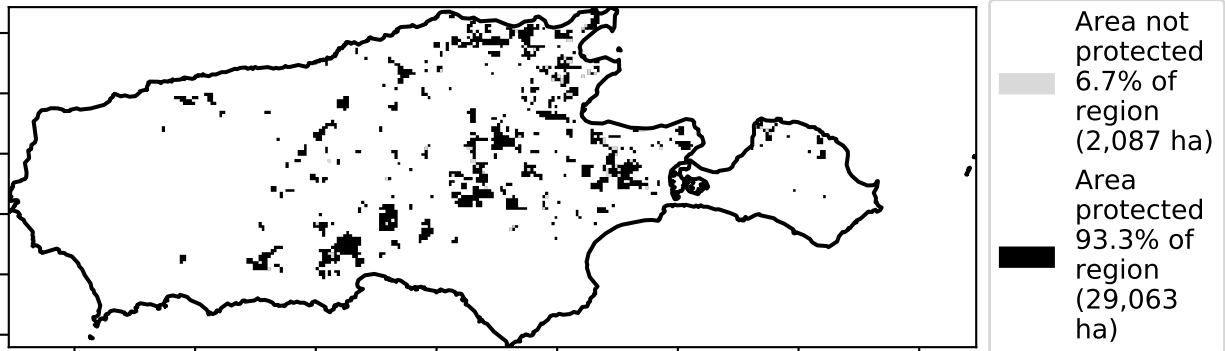 Area not
protected
6.7% of
region
(2,087 ha)
Area
protected
93.3% of
region
(29,063
ha)